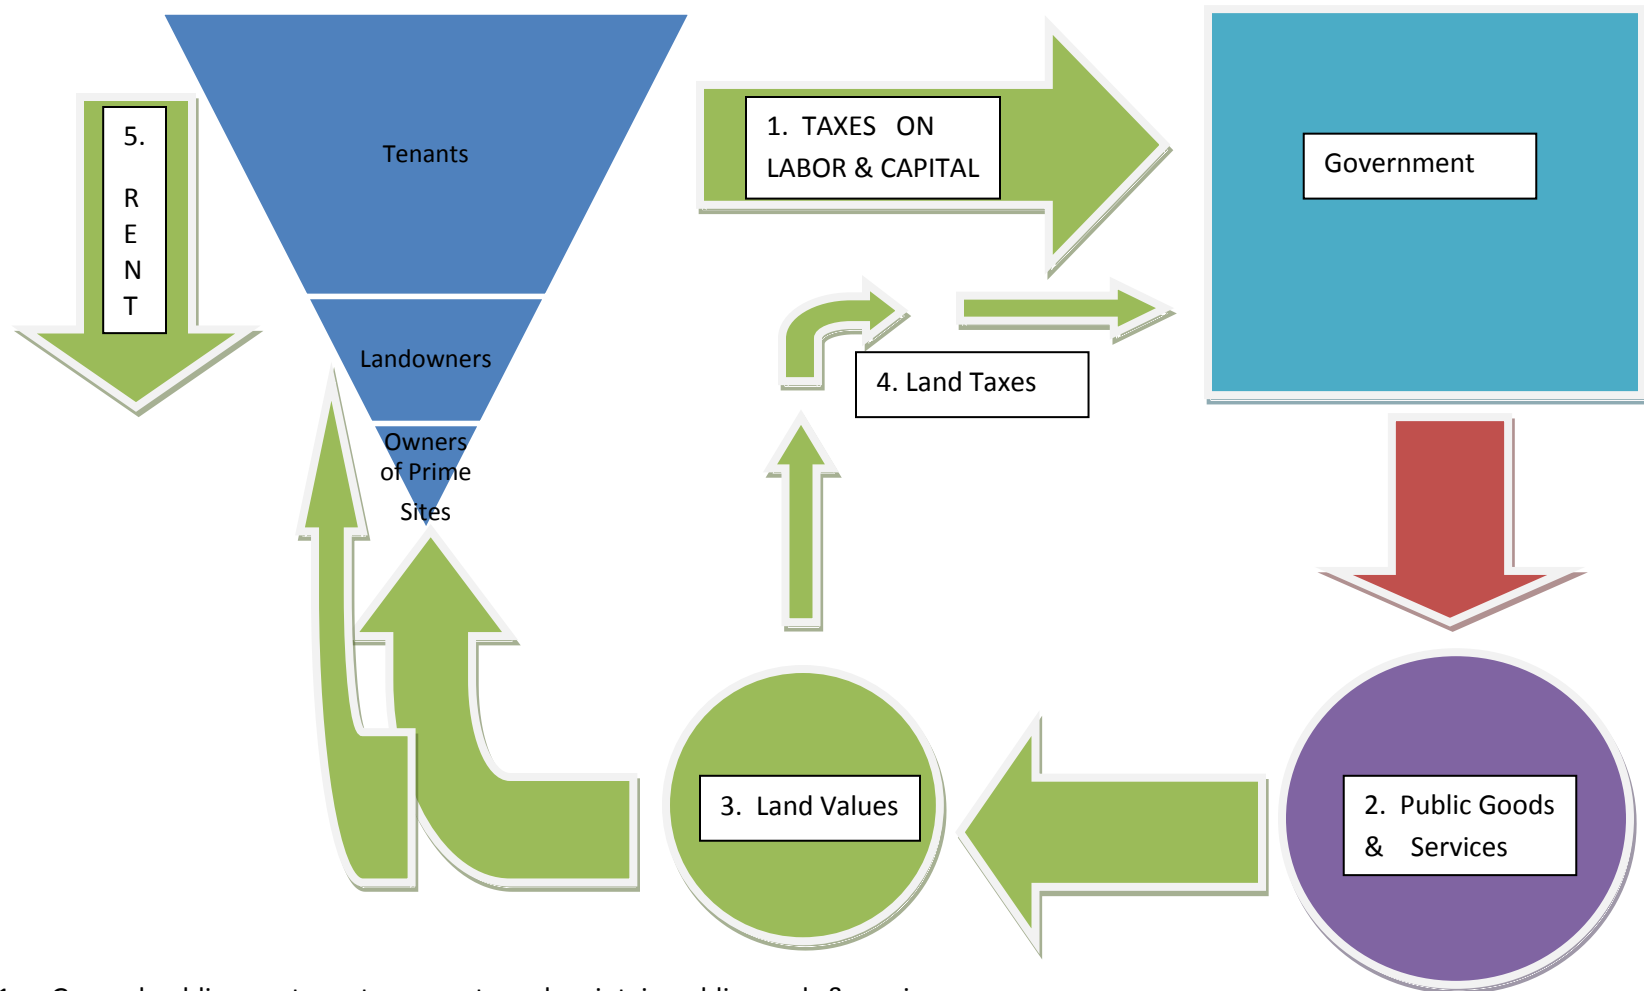 5.
R
E
N
T
Tenants
Landowners
Owners
of Prime
Sites
1. TAXES ON
LABOR & CAPITAL
Government
4. Land Taxes
3. Land Values
2. Public Goods
& Services